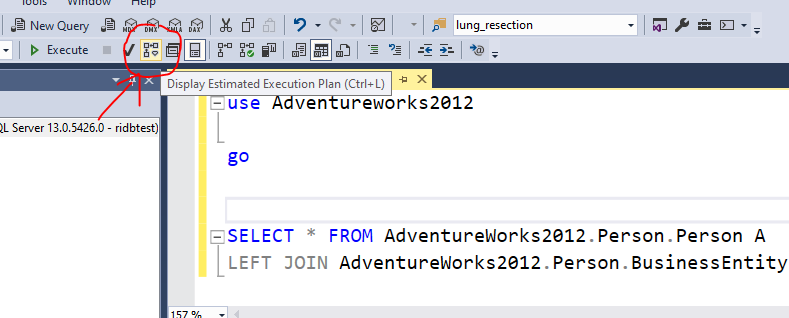 Tools Window Help
New Query MDX DMX XMLA DAX lung_resection
Execute
Display Estimated Execution Plan (Ctrl+L)
QL Server 13.0.5426.0 - ridbtest)
use Adventureworks2012
go
SELECT * FROM AdventureWorks2012.Person.Person A
LEFT JOIN AdventureWorks2012.Person.BusinessEntity
157 %